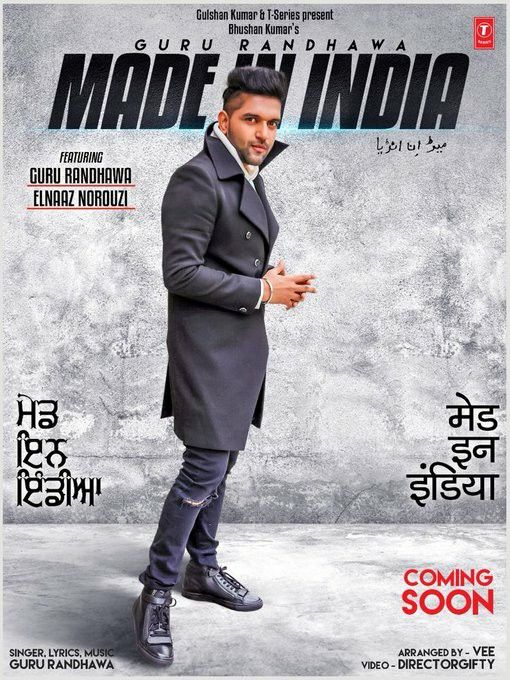 Gulshan Kumar & T-Series present
Bhushan Kumar's
GURU RANDHAWA
MADE IN INDIA
T
T-SERIES
میڈ اِن انڈیا
FEATURING
GURU RANDHAWA
ELNAAZ NOROUZI
ਮੇਡ
ਇਨ
ਇੰਡੀਆ
मेड
इन
इंडिया
COMING
SOON
SINGER, LYRICS, MUSIC
GURU RANDHAWA
ARRANGED BY - VEE
VIDEO - DIRECTORGIFTY